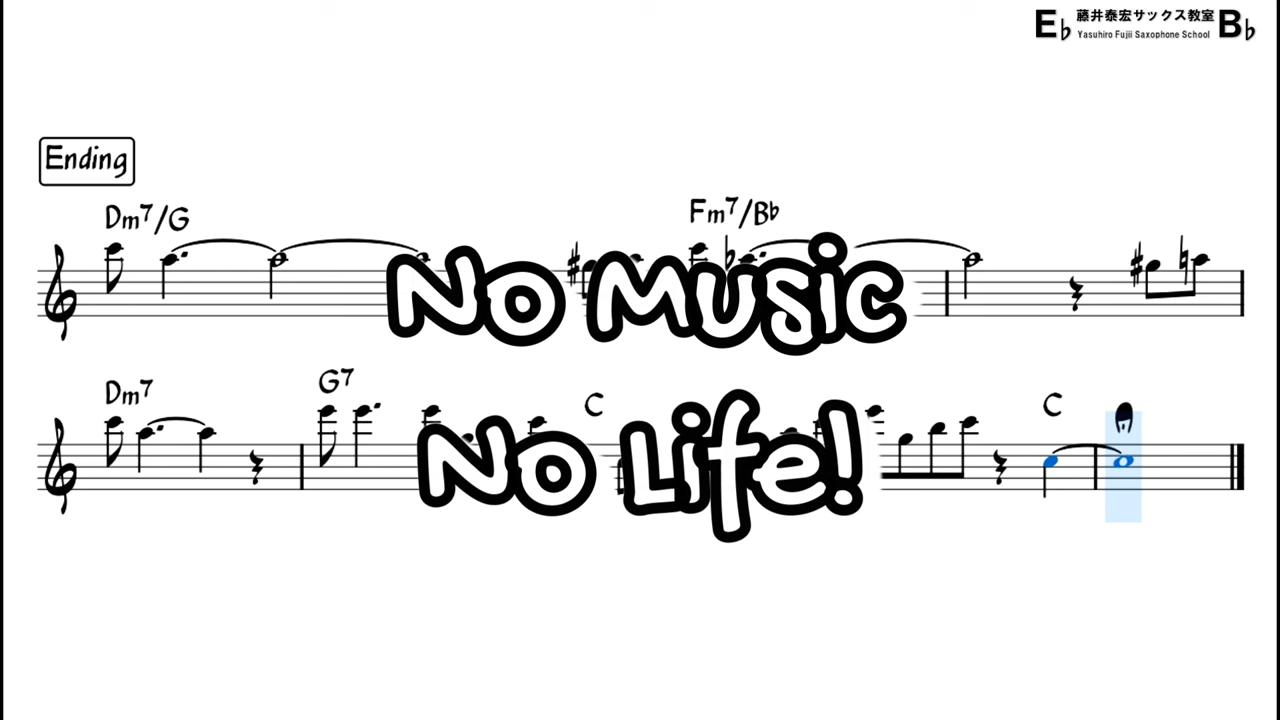 E♭ 藤井泰宏サックス教室 B♭
Yasuhiro Fujii Saxophone School
Ending
Dm7/G Fm7/B♭
No Music
Dm7 G7 C C
No Life!